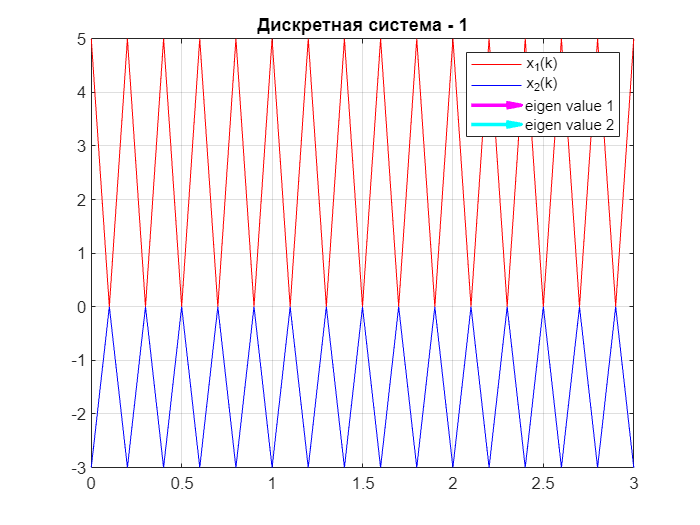 Дискретная система - 1
x₁(k)
x₂(k)
eigen value 1
eigen value 2
5
4
3
2
1
0
-1
-2
-3
0 0.5 1 1.5 2 2.5 3